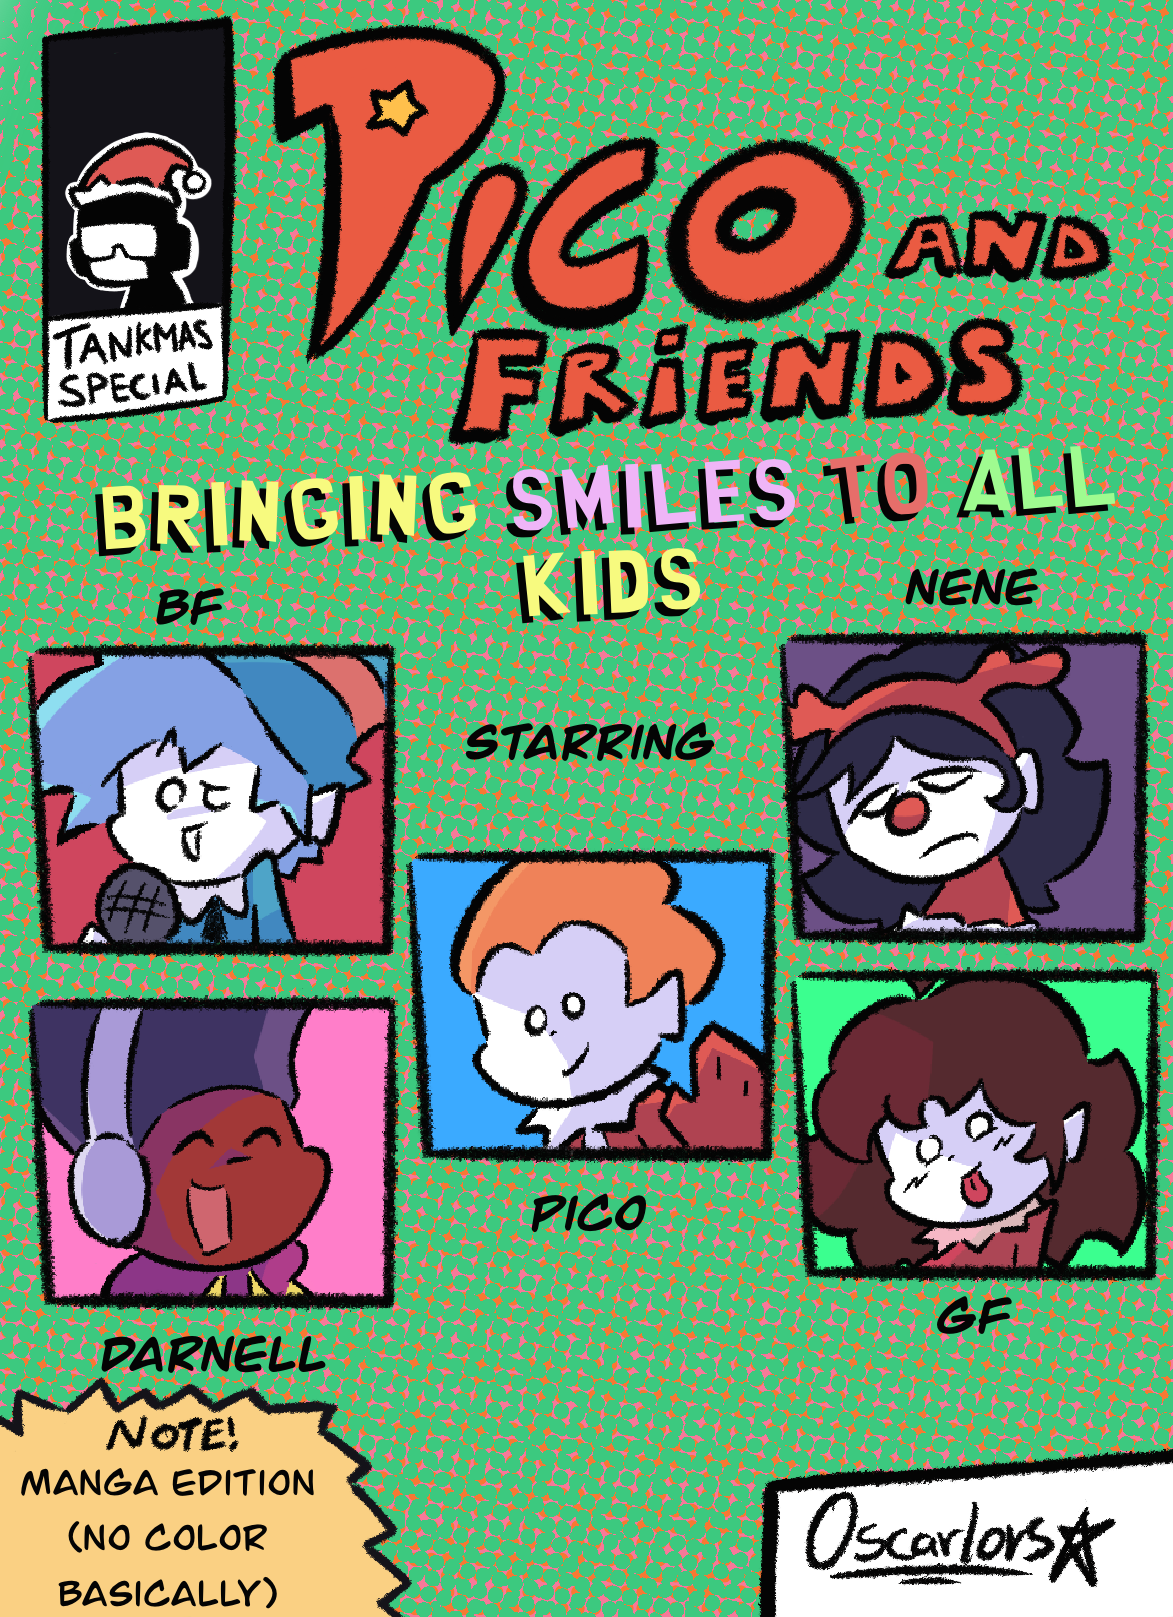 PICO AND
FRiENDS
TANKMAS
SPECIAL
BRINGING SMILES TO ALL
KIDS
BF
NENE
STARRING
PICO
DARNELL
GF
NOTE!
MANGA EDITION
(NO COLOR
BASICALLY)
Oscarlors